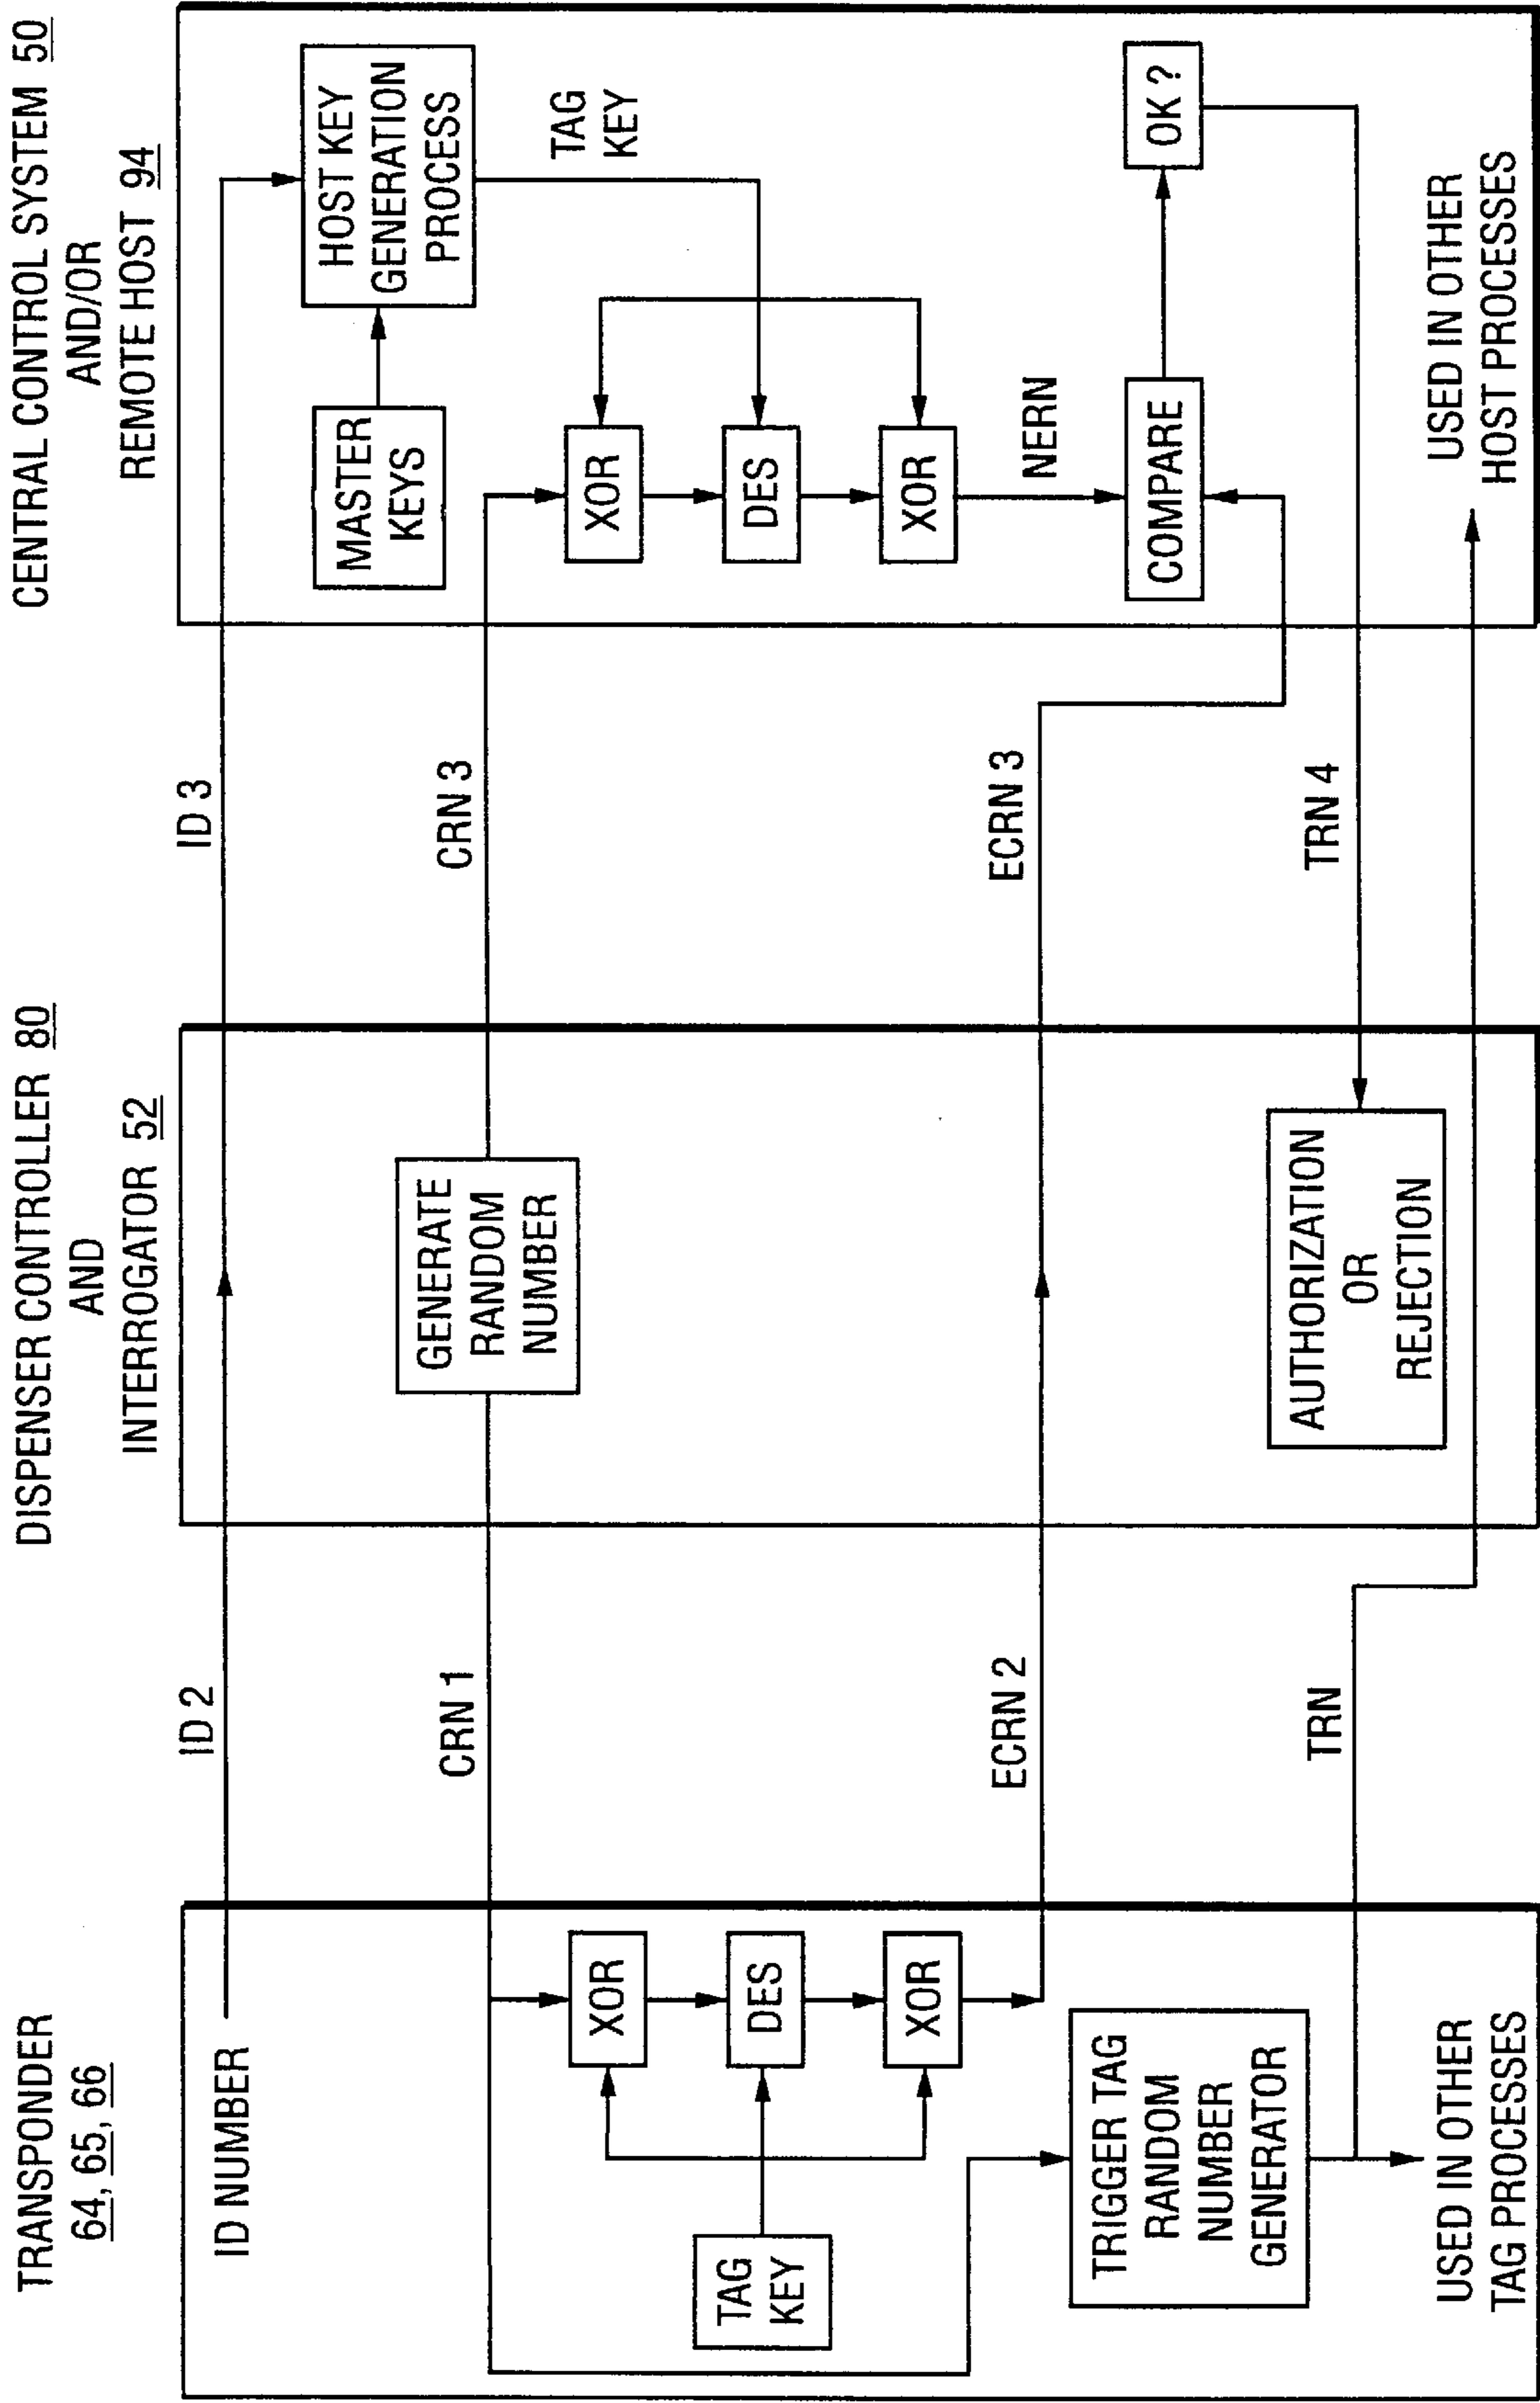 TRANSPONDER
64, 65, 66
ID NUMBER
TAG
KEY
XOR
DES
XOR
TRIGGER TAG
RANDOM
NUMBER
GENERATOR
USED IN OTHER
TAG PROCESSES
ID 2
CRN 1
ECRN 2
TRN
DISPENSER CONTROLLER 80
AND
INTERROGATOR 52
GENERATE
RANDOM
NUMBER
AUTHORIZATION
OR
REJECTION
ID 3
CRN 3
ECRN 3
TRN 4
CENTRAL CONTROL SYSTEM 50
AND/OR
REMOTE HOST 94
MASTER
KEYS
HOST KEY
GENERATION
PROCESS
TAG
KEY
XOR
DES
XOR
NERN
COMPARE
OK ?
USED IN OTHER
HOST PROCESSES